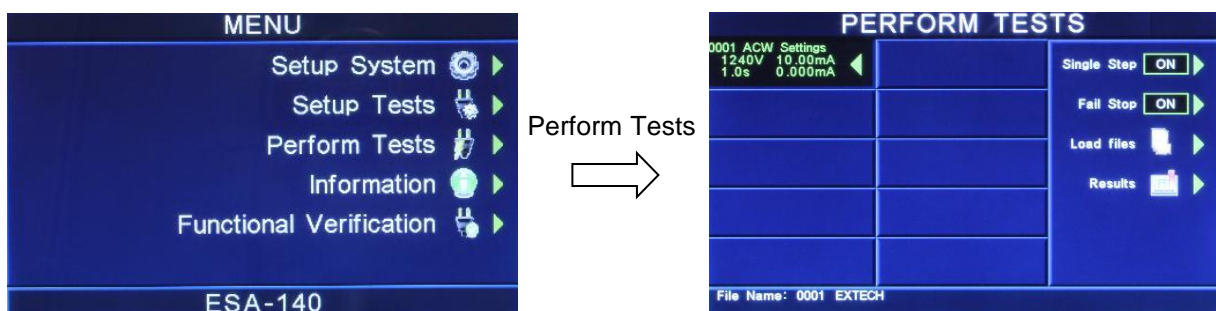 MENU
Setup System
Setup Tests
Perform Tests
Information
Functional Verification
ESA-140
Perform Tests
PERFORM TESTS
0001 ACW Settings
1240V 10.00mA
1.0s 0.000mA
Single Step ON
Fail Stop ON
Load files
Results
File Name: 0001 EXTECH